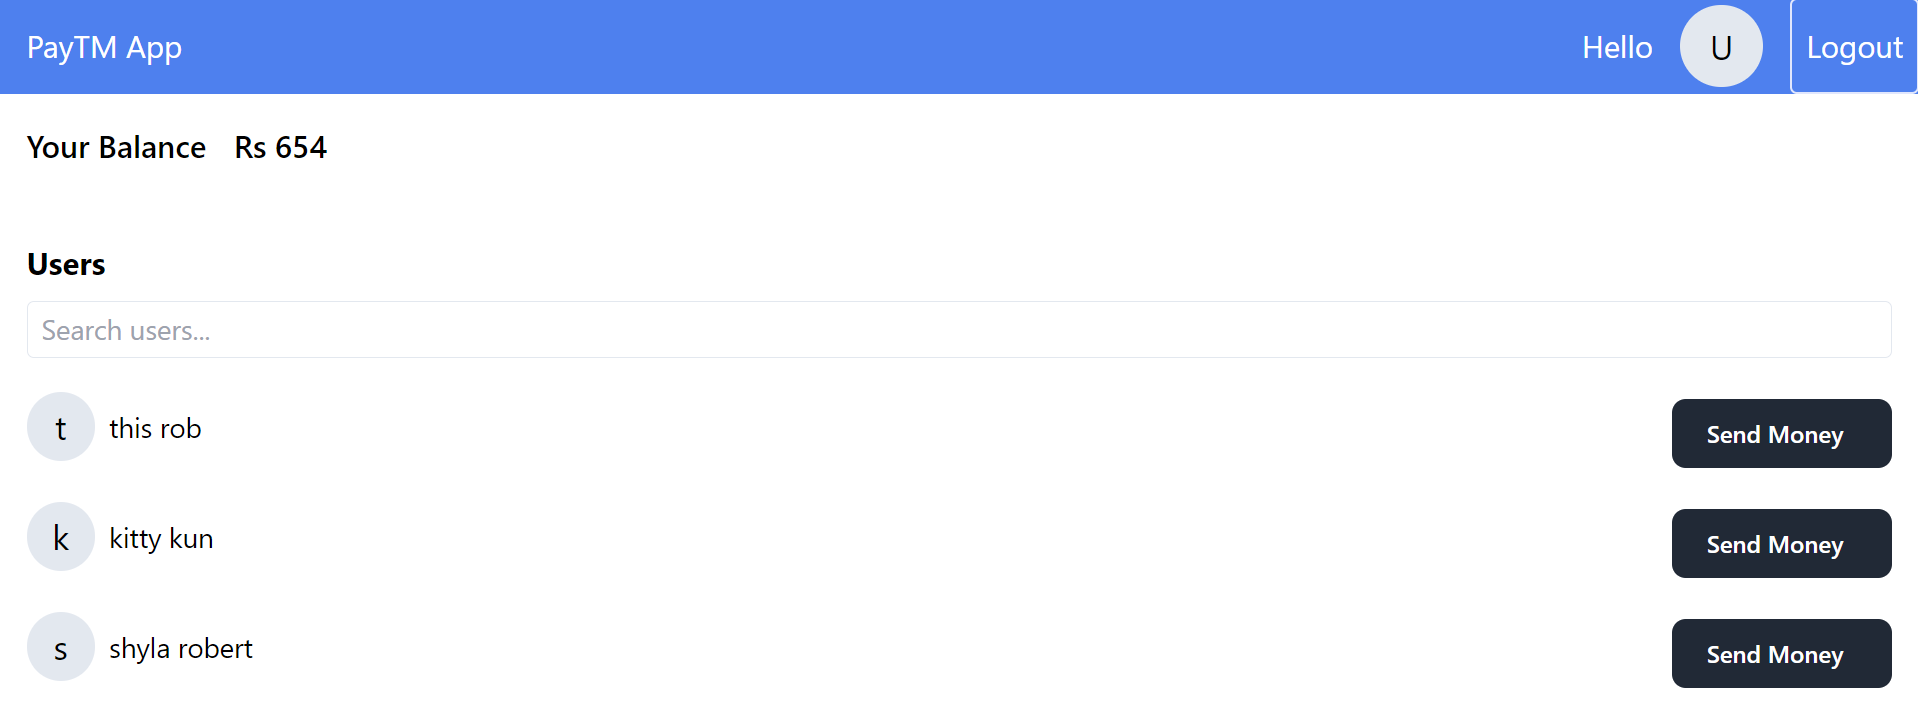 PayTM App Hello U Logout
Your Balance Rs 654
Users
Search users...
t this rob Send Money
k kitty kun Send Money
s shyla robert Send Money